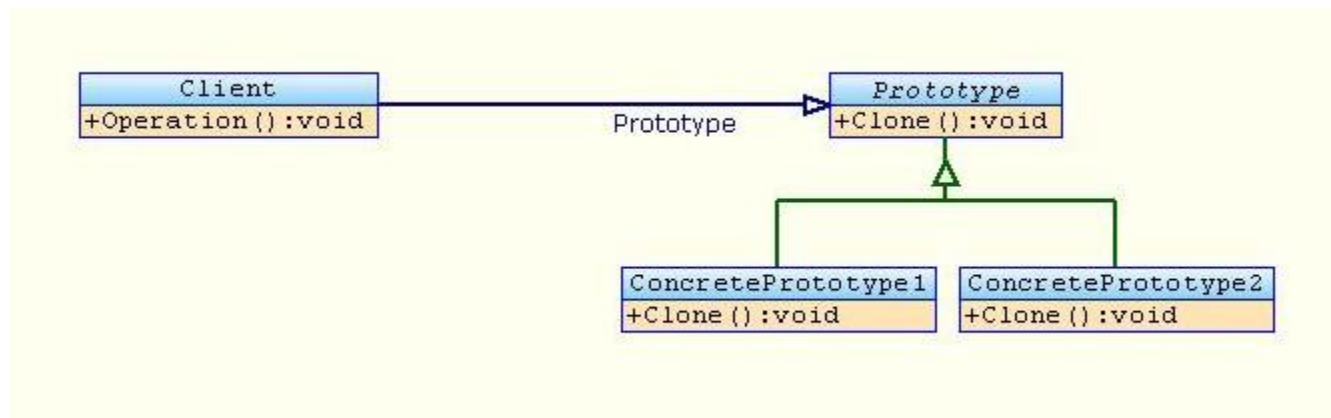 Client
+Operation():void
Prototype
Prototype
+Clone():void
ConcretePrototype1
+Clone():void
ConcretePrototype2
+Clone():void